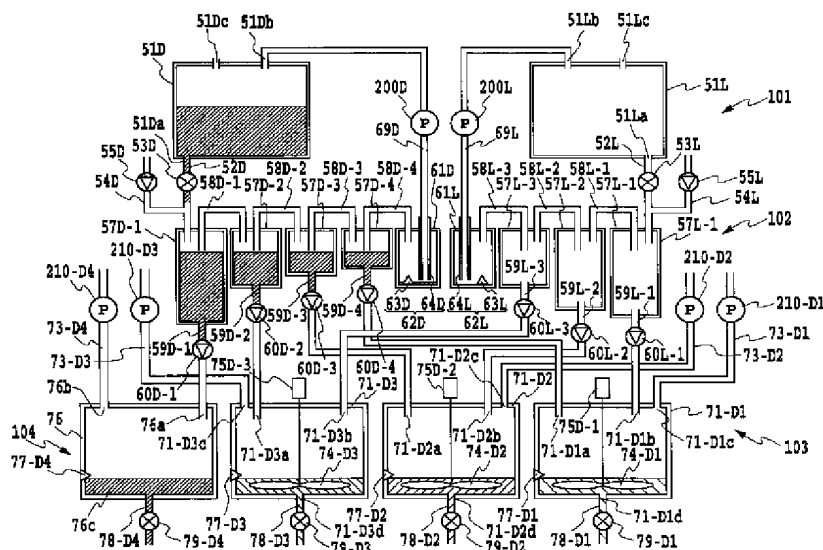 51Dc 51Db 51Lb 51Lc
51D 51L
200D 200L 101
51Da 51La
53D 52D 69D 69L 52L 53L
55D 58D-2 58D-3 58D-4 61D 58L-3 58L-2 58L-1 55L
58D-1 57D-2 57D-3 57D-4 61L 57L-3 57L-2 57L-1
54D 54L
57D-1 102
210-D4 210-D3 57L-1 210-D2
P P P P P P
59L-3 59L-2 59L-1 210-D1
59D-2 59D-3 59D-4 63D 64D 64L 63L
73-D4 62D 62L 60L-3 73-D1
73-D3 59D-1 60D-2 60L-2 60L-1 73-D2
60D-3 60D-4 71-D2c
60D-1 75D-3 71-D3 75D-2 71-D2
76b 75D-1
76 76a 71-D3b 71-D2b 71-D1b 71-D1
104 71-D3c 71-D3a 71-D2a 71-D1a 71-D1c 103
77-D4 74-D3 74-D2 74-D1
76c 77-D3 77-D2 77-D1
78-D4 78-D3 71-D3d 78-D2 71-D2d 78-D1 71-D1d
79-D4 79-D3 79-D2 79-D1